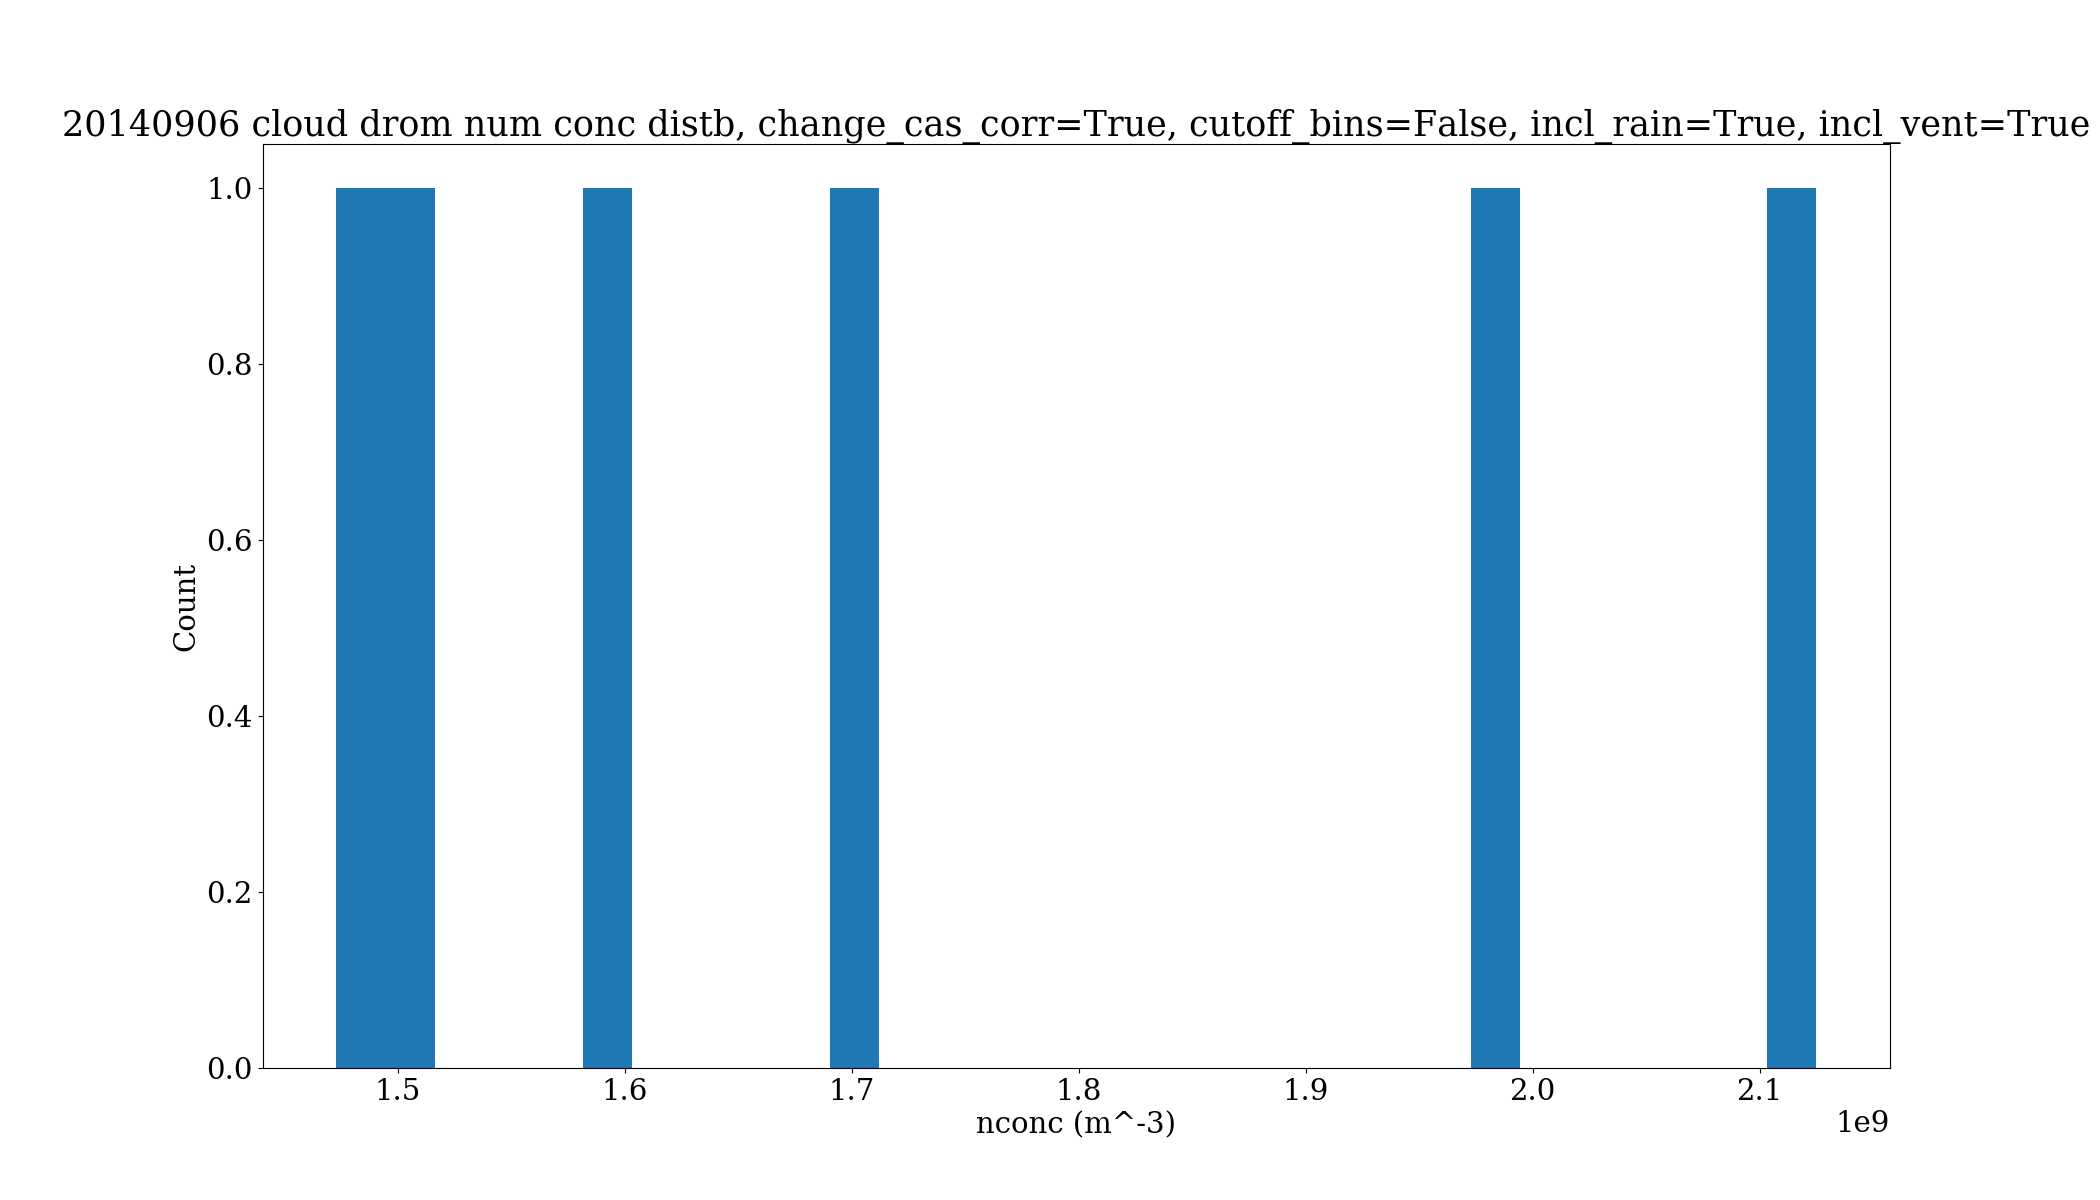 20140906 cloud drom num conc distb, change_cas_corr=True, cutoff_bins=False, incl_rain=True, incl_vent=True
1.0
0.8
0.6
0.4
0.2
0.0
Count
1.5 1.6 1.7 1.8 1.9 2.0 2.1
nconc (m^-3)
1e9